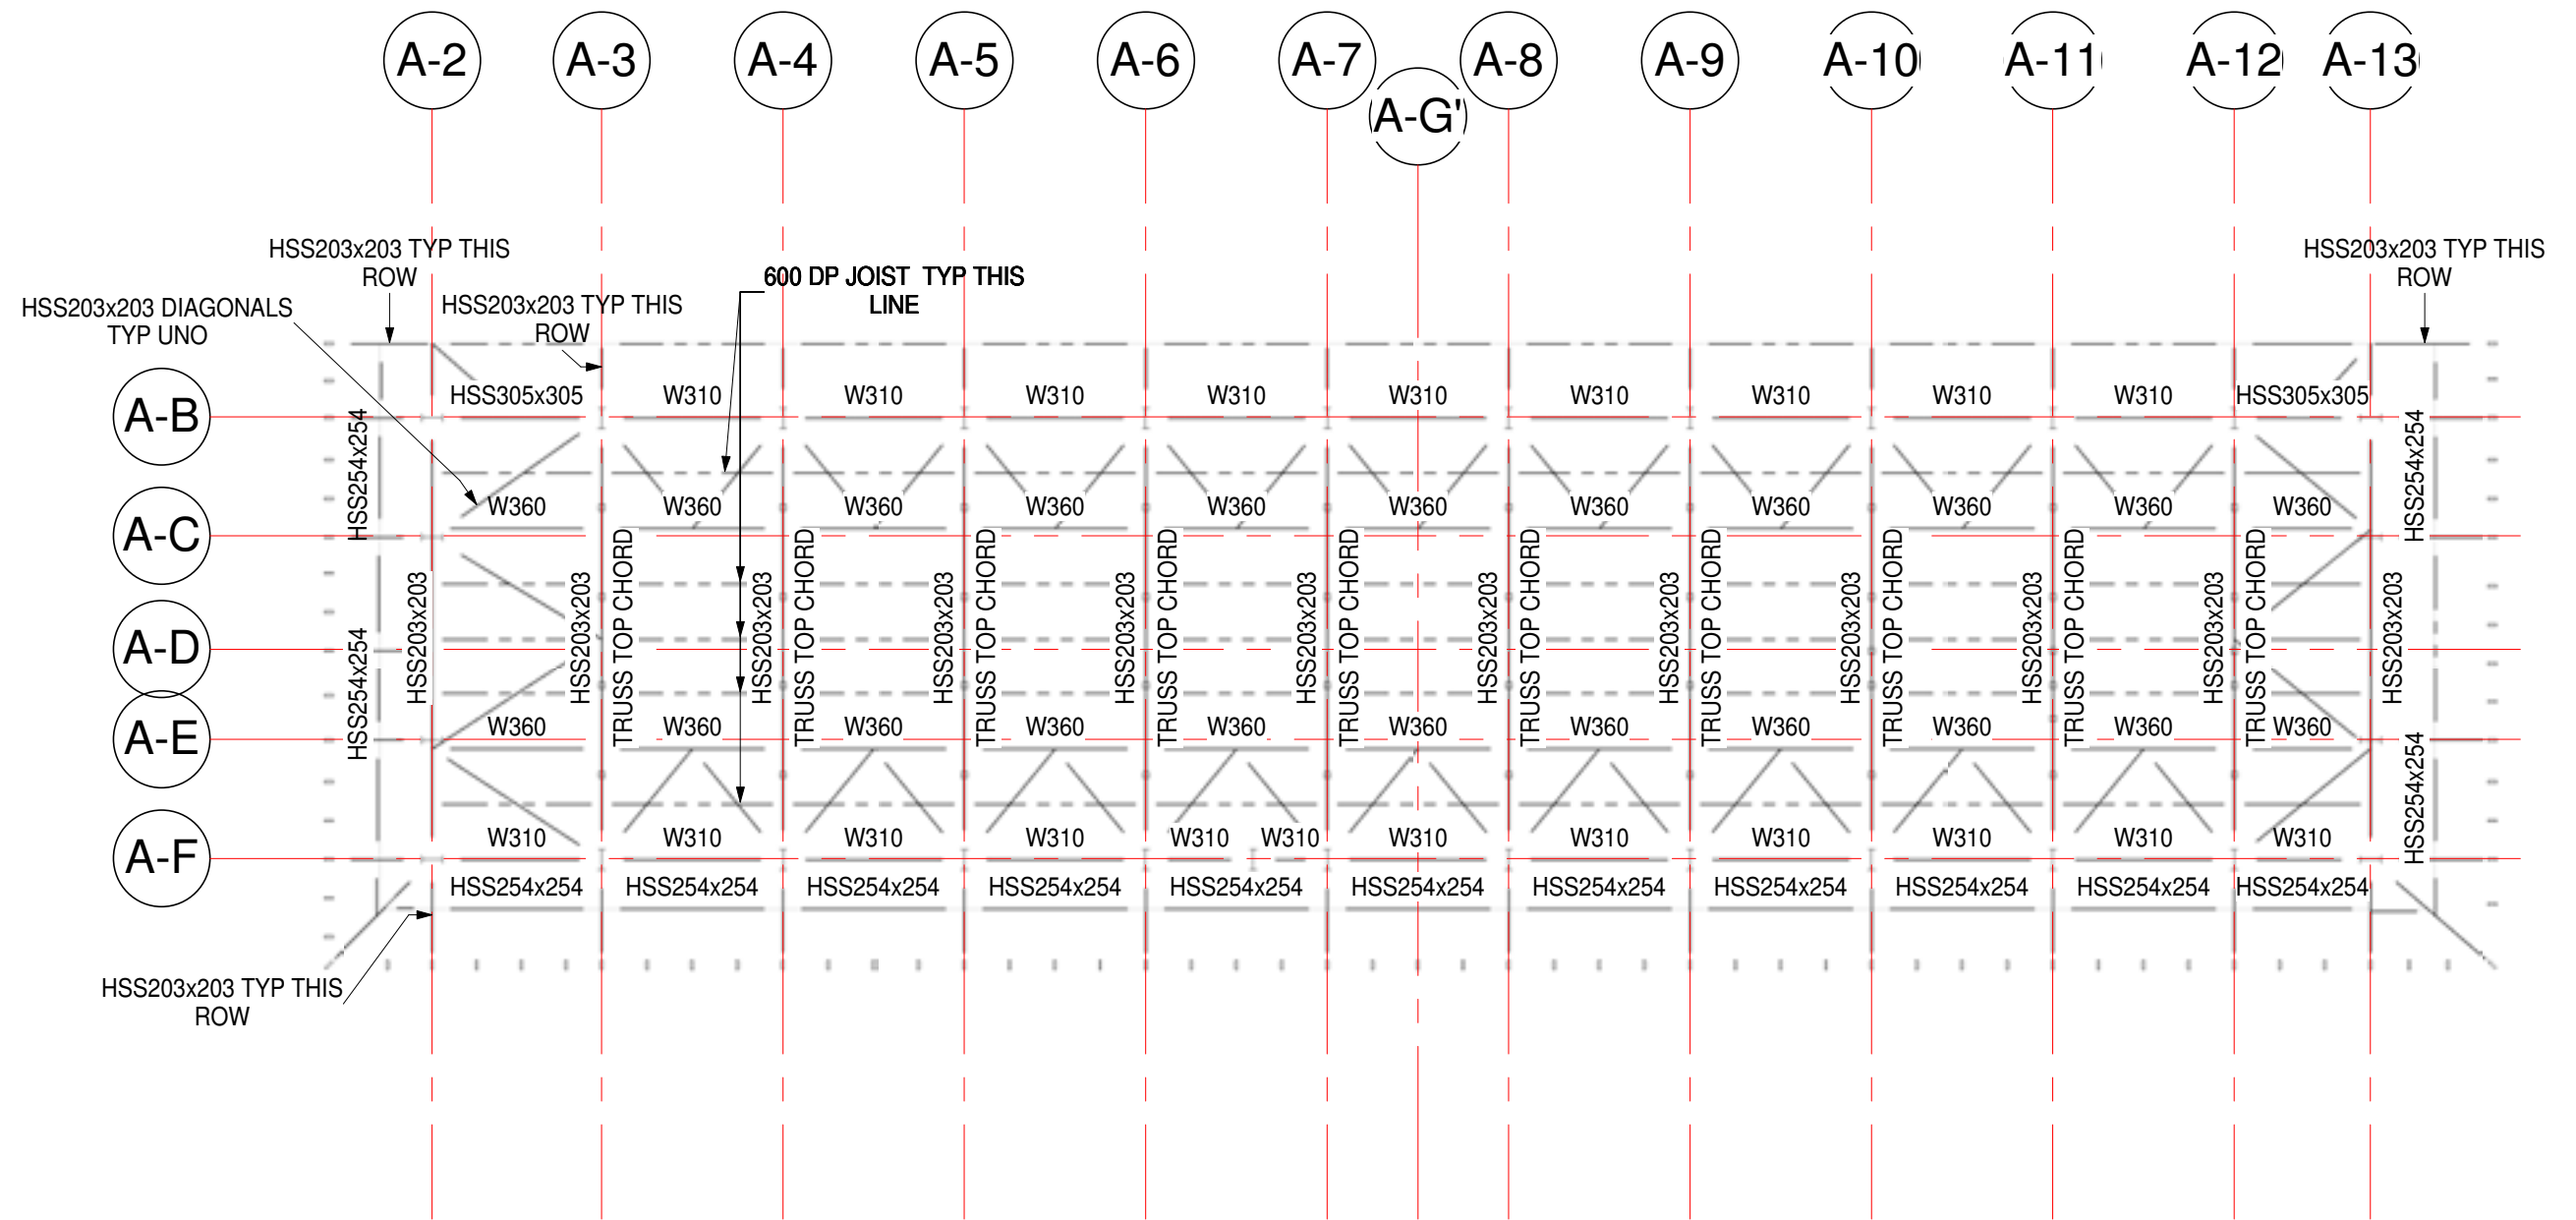 A-2 A-3 A-4 A-5 A-6 A-7 A-8 A-9 A-10 A-11 A-12 A-13
A-G'
HSS203x203 TYP THIS
ROW
HSS203x203 TYP THIS
ROW
600 DP JOIST TYP THIS
LINE
HSS203x203 DIAGONALS
TYP UNO
HSS203x203 TYP THIS
ROW
A-B
HSS305x305 W310 W310 W310 W310 W310 W310 W310 W310 W310 HSS305x305
HSS254x254
HSS254x254
W360 W360 W360 W360 W360 W360 W360 W360 W360 W360 W360
A-C
HSS254x254
HSS203x203
HSS203x203
TRUSS TOP CHORD
HSS203x203
TRUSS TOP CHORD
HSS203x203
TRUSS TOP CHORD
HSS203x203
TRUSS TOP CHORD
HSS203x203
TRUSS TOP CHORD
HSS203x203
TRUSS TOP CHORD
HSS203x203
TRUSS TOP CHORD
HSS203x203
TRUSS TOP CHORD
HSS203x203
TRUSS TOP CHORD
HSS203x203
TRUSS TOP CHORD
HSS203x203
HSS254x254
A-D
A-E
W360 W360 W360 W360 W360 W360 W360 W360 W360 W360 W360
A-F
W310 W310 W310 W310 W310 W310 W310 W310 W310 W310 W310 W310
HSS254x254 HSS254x254 HSS254x254 HSS254x254 HSS254x254 HSS254x254 HSS254x254 HSS254x254 HSS254x254 HSS254x254 HSS254x254
HSS203x203 TYP THIS
ROW